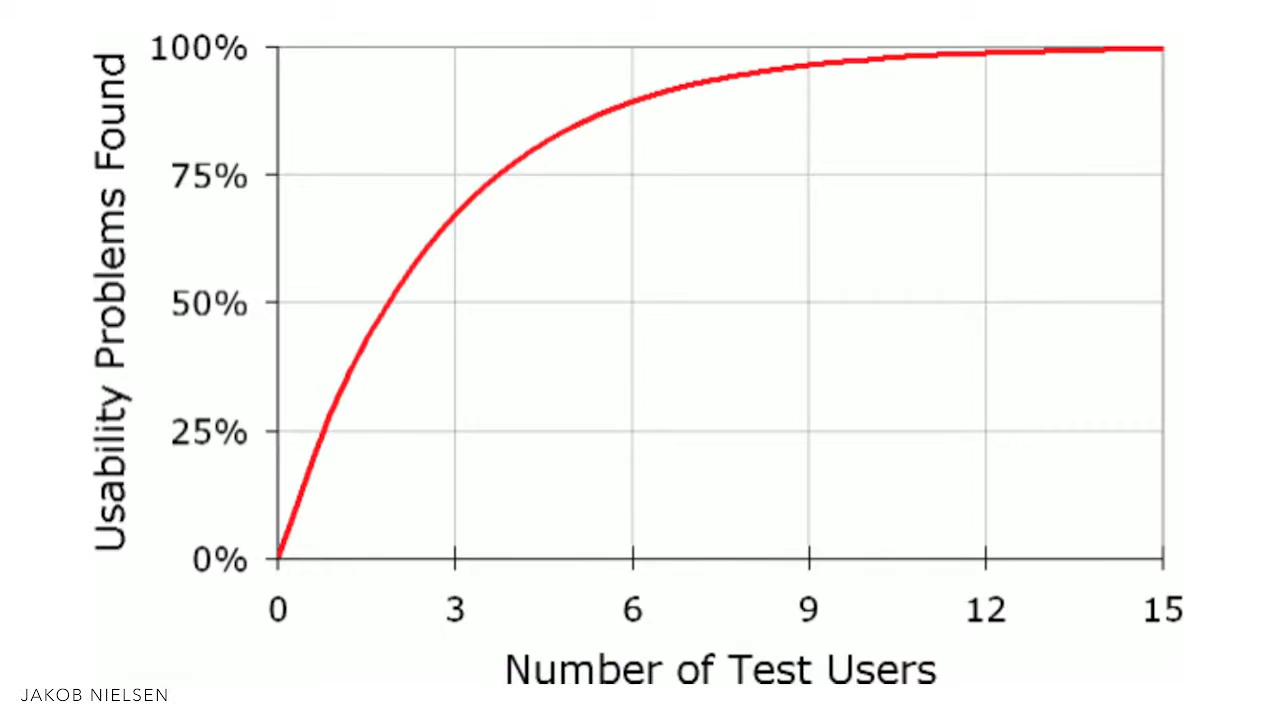 Usability Problems Found
100%
75%
50%
25%
0%
0 3 6 9 12 15
Number of Test Users
JAKOB NIELSEN